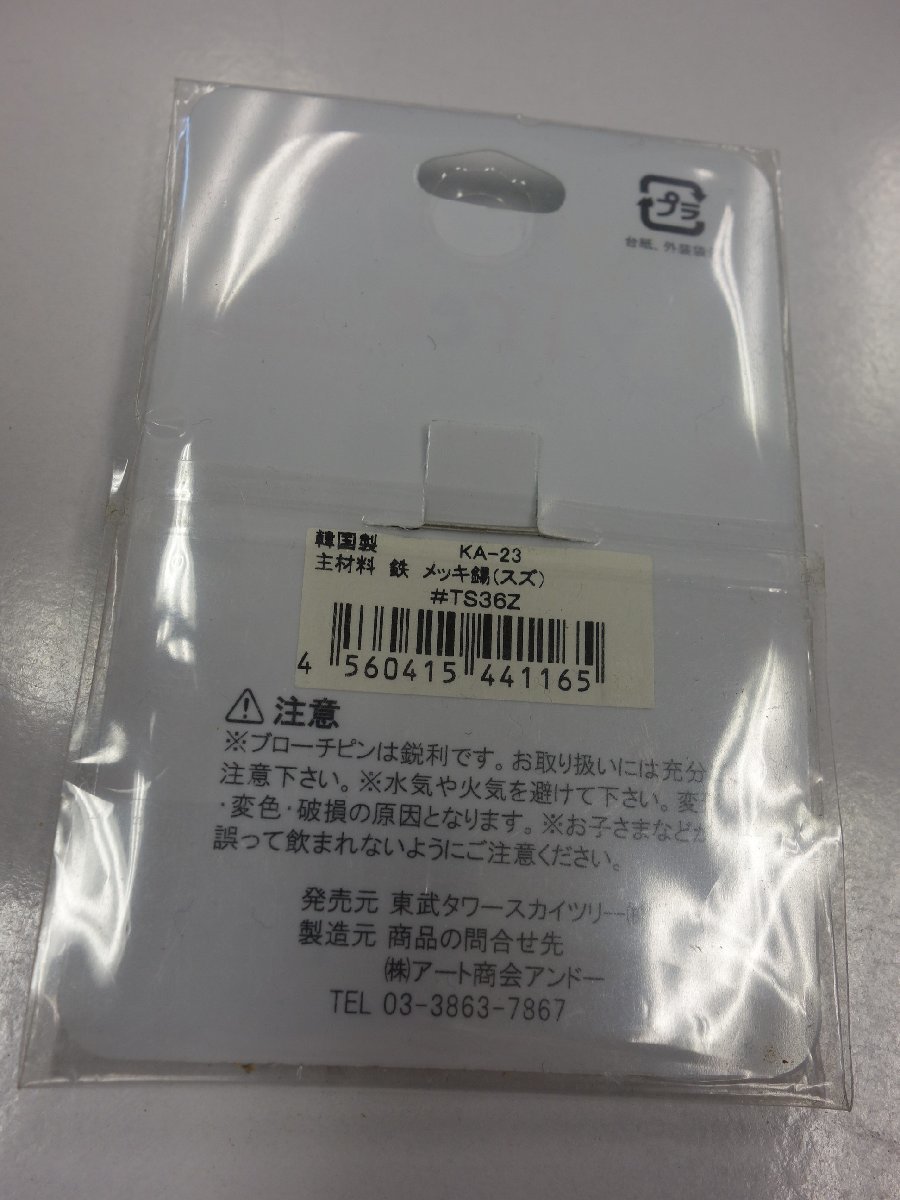 プラ
台紙、外装袋
韓国製 KA-23
主材料 鉄 メッキ錫(スズ)
#TS36Z
4 560415 441165
注意
※ブローチピンは鋭利です。お取り扱いには充分
注意下さい。※水気や火気を避けて下さい。変
・変色・破損の原因となります。※お子さまなどが
誤って飲まれないようにご注意ください。
発売元 東武タワースカイツリー㈱
製造元 商品の問合せ先
㈱アート商会アンドー
TEL 03-3863-7867